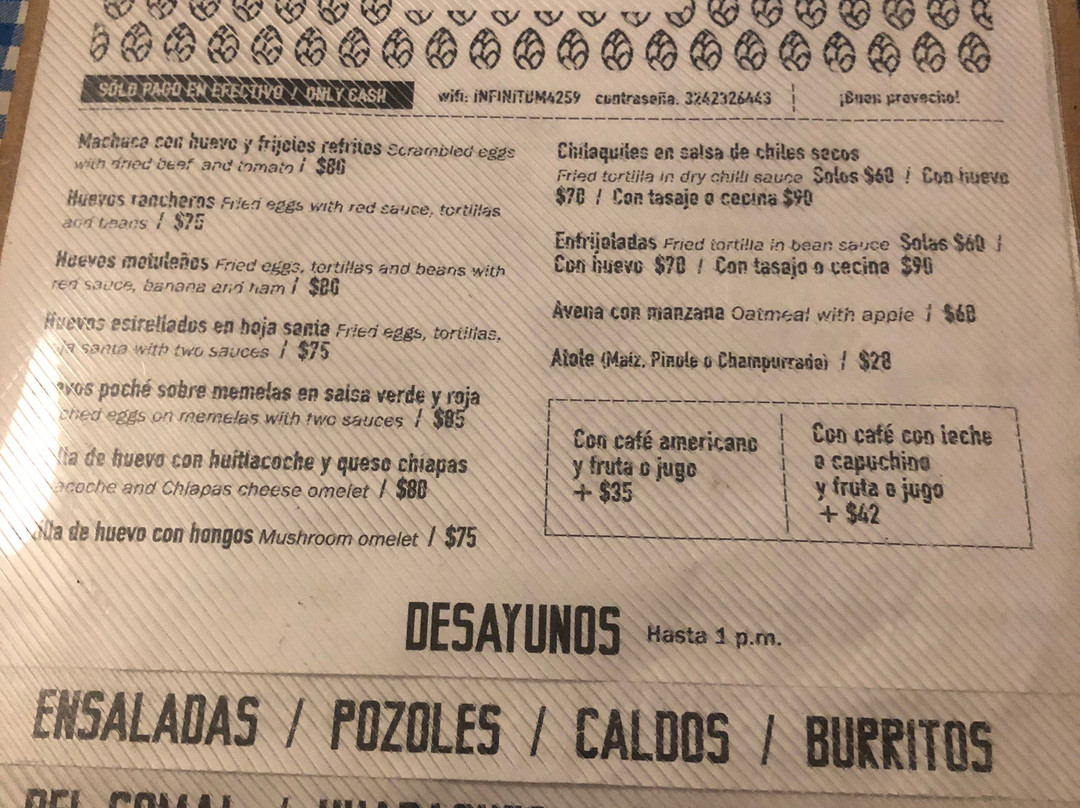 SOLO PAGO EN EFECTIVO / ONLY CASH
wifi: INFINITUM4259 contraseña. 3242326443
¡Buen provecho!
Machaca con huevo y frijoles refritos Scrambled eggs
with dried beef and tomato / $80
Huevos rancheros Fried eggs with red sauce, tortillas
and beans / $75
Huevos motuleños Fried eggs, tortillas and beans with
red sauce, banana and ham / $80
Huevos estrellados en hoja santa Fried eggs, tortillas,
santa with two sauces / $75
evos poché sobre memelas en salsa verde y roja
ched eggs on memelas with two sauces / $85
lla de huevo con huitlacoche y queso chiapas
acoche and Chiapas cheese omelet / $80
illa de huevo con hongos Mushroom omelet / $75
Chilaquiles en salsa de chiles secos
Fried tortilla in dry chilli sauce Solos $60 / Con huevo
$70 / Con tasajo o cecina $90
Enfrijoladas Fried tortilla in bean sauce Solas $60 /
Con huevo $70 / Con tasajo o cecina $90
Avena con manzana Oatmeal with apple / $60
Atole (Maíz, Pinole o Champurrado) / $28
Con café americano
y fruta o jugo
+ $35
Con café con leche
o capuchino
y fruta o jugo
+ $42
DESAYUNOS Hasta 1 p.m.
ENSALADAS / POZOLES / CALDOS / BURRITOS
DEL COMAL /